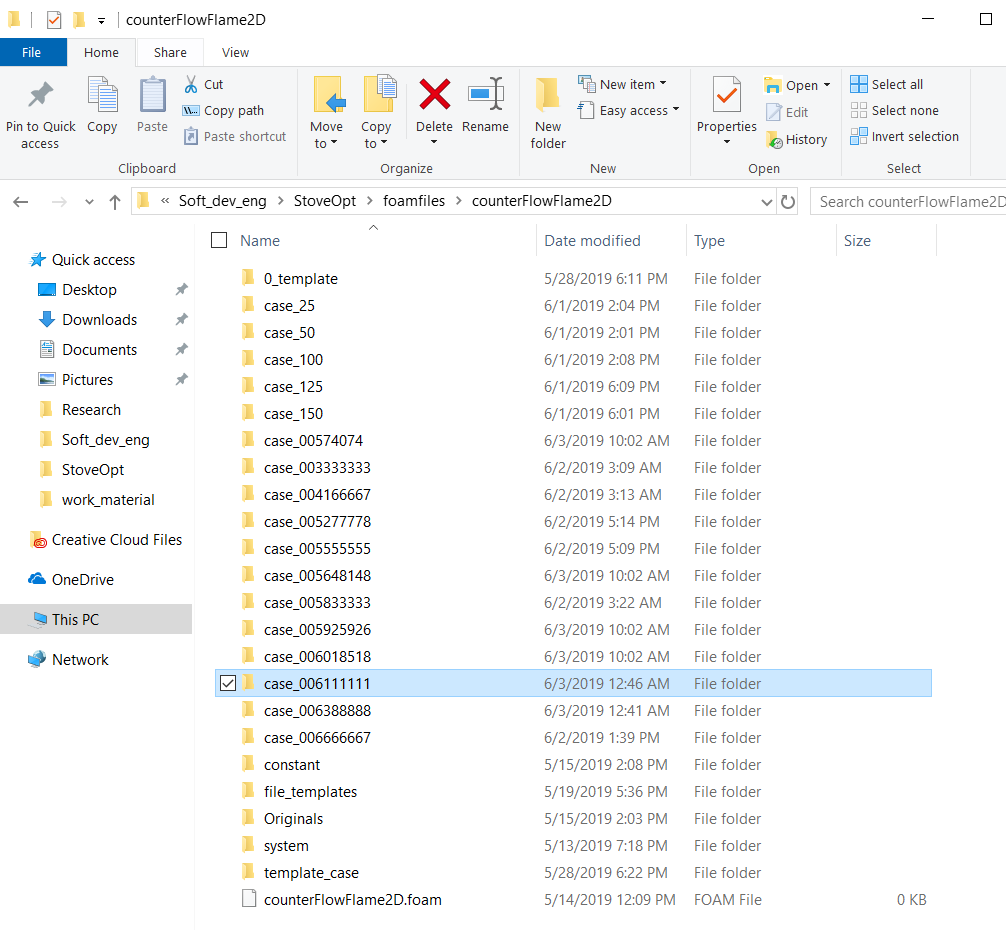 counterFlowFlame2D
File Home Share View
Pin to Quick access
Copy
Paste
Cut
Copy path
Paste shortcut
Clipboard
Move to
Copy to
Delete
Rename
Organize
New folder
New item
Easy access
New
Properties
Open
Edit
History
Open
Select all
Select none
Invert selection
Select
« Soft_dev_eng > StoveOpt > foamfiles > counterFlowFlame2D
Search counterFlowFlame2D
Quick access
Desktop
Downloads
Documents
Pictures
Research
Soft_dev_eng
StoveOpt
work_material
Creative Cloud Files
OneDrive
This PC
Network
Name Date modified Type Size
0_template 5/28/2019 6:11 PM File folder
case_25 6/1/2019 2:04 PM File folder
case_50 6/1/2019 2:01 PM File folder
case_100 6/1/2019 2:08 PM File folder
case_125 6/1/2019 6:09 PM File folder
case_150 6/1/2019 6:01 PM File folder
case_00574074 6/3/2019 10:02 AM File folder
case_003333333 6/2/2019 3:09 AM File folder
case_004166667 6/2/2019 3:13 AM File folder
case_005277778 6/2/2019 5:14 PM File folder
case_005555555 6/2/2019 5:09 PM File folder
case_005648148 6/3/2019 10:02 AM File folder
case_005833333 6/2/2019 3:22 AM File folder
case_005925926 6/3/2019 10:02 AM File folder
case_006018518 6/3/2019 10:02 AM File folder
case_006111111 6/3/2019 12:46 AM File folder
case_006388888 6/3/2019 12:41 AM File folder
case_006666667 6/2/2019 1:39 PM File folder
constant 5/15/2019 2:08 PM File folder
file_templates 5/19/2019 5:36 PM File folder
Originals 5/15/2019 2:03 PM File folder
system 5/13/2019 7:18 PM File folder
template_case 5/28/2019 6:22 PM File folder
counterFlowFlame2D.foam 5/14/2019 12:09 PM FOAM File 0 KB